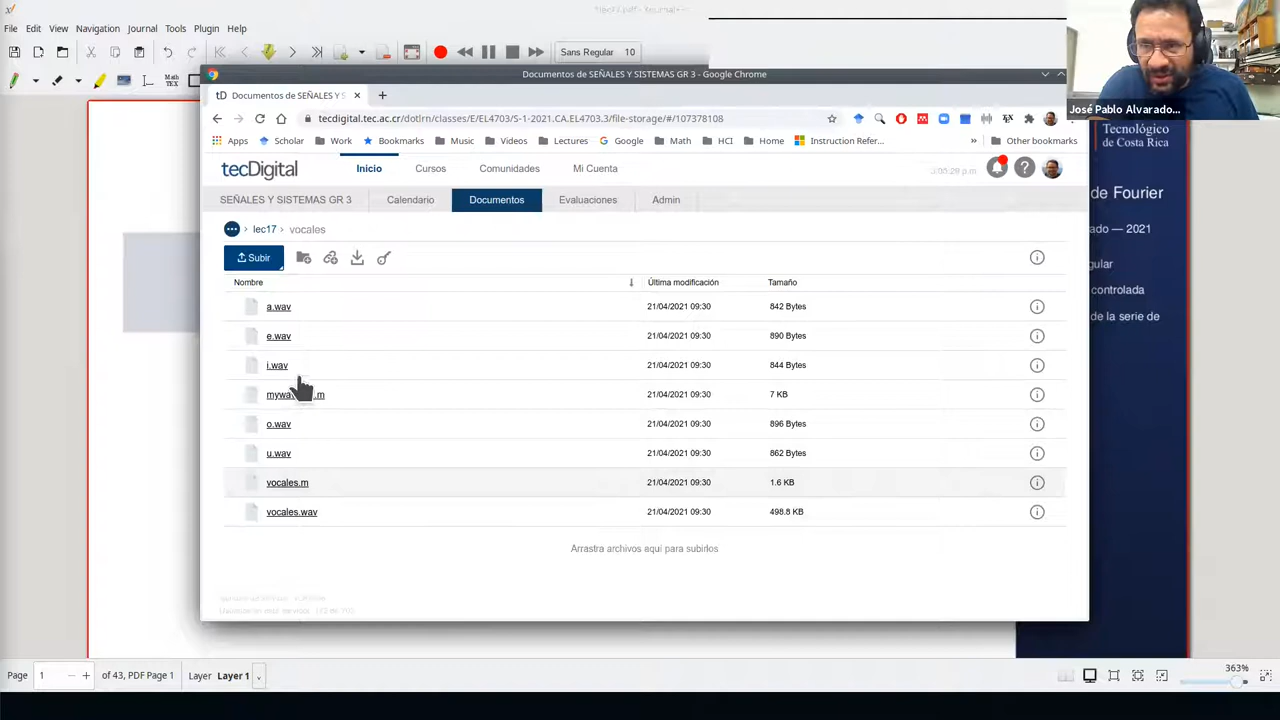 File Edit View Navigation Journal Tools Plugin Help
Sans Regular 10
Math
TEX
Documentos de SEÑALES Y SISTEMAS GR 3 - Google Chrome
tD Documentos de SEÑALES Y S
tecdigital.tec.ac.
/dotlrn/classes/E/EL4703/S-1-2021.CA.EL4703.3/file-storage/#/107378108
Apps Scholar Work Bookmarks Music Videos Lectures Google Math HCI Home Instruction Refer... » Other bookmarks
José Pablo Alvarado...
Tecnológico
de Costa Rica
tecDigital Inicio Cursos Comunidades Mi Cuenta
SEÑALES Y SISTEMAS GR 3 Calendario Documentos Evaluaciones Admin
••• › lec17 › vocales
Subir
Nombre Última modificación Tamaño
a.wav 21/04/2021 09:30 842 Bytes
e.wav 21/04/2021 09:30 890 Bytes
i.wav 21/04/2021 09:30 844 Bytes
21/04/2021 09:30 7 KB
o.wav 21/04/2021 09:30 896 Bytes
u.wav 21/04/2021 09:30 862 Bytes
vocales.m 21/04/2021 09:30 1.6 KB
vocales.wav 21/04/2021 09:30 498.8 KB
Arrastra archivos aquí para subirlos
de Fourier
ado — 2021
gular
controlada
de la serie de
Page 1 of 43, PDF Page 1 Layer Layer 1
363%